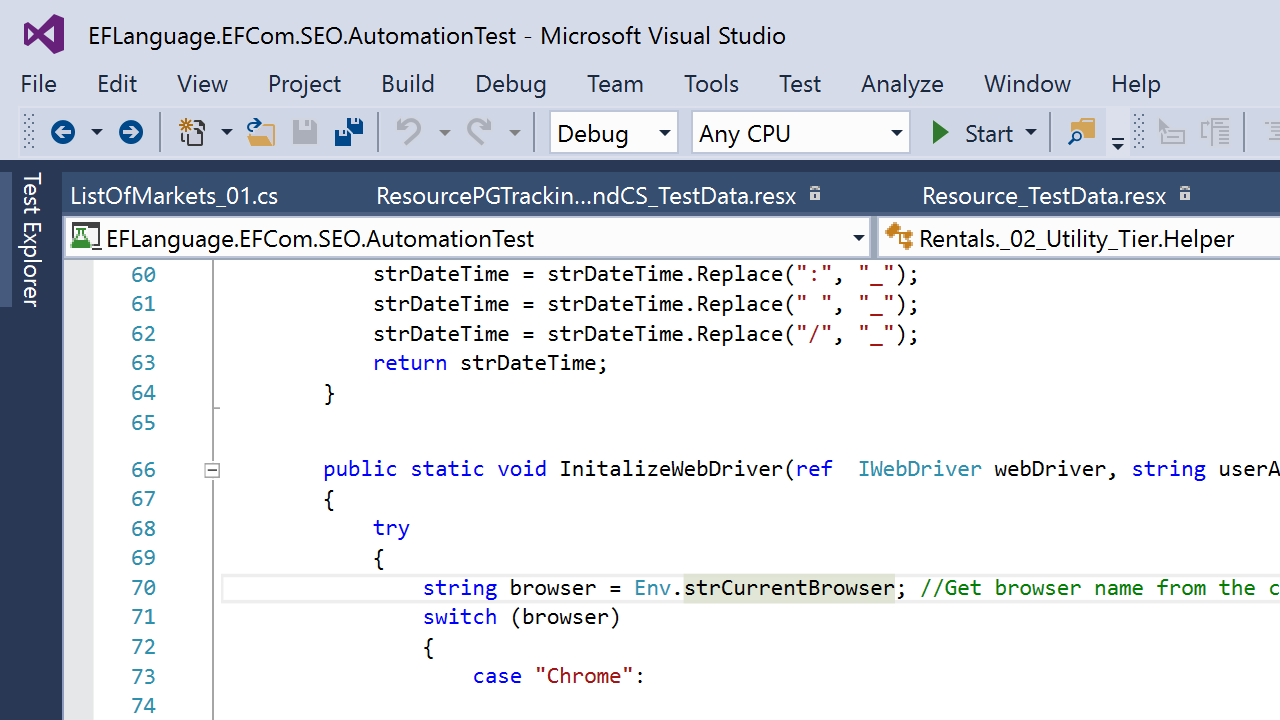 EFLanguage.EFCom.SEO.AutomationTest - Microsoft Visual Studio
File Edit View Project Build Debug Team Tools Test Analyze Window Help
Debug Any CPU Start
Test Explorer
ListOfMarkets_01.cs ResourcePGTrackin...ndCS_TestData.resx Resource_TestData.resx
EFLanguage.EFCom.SEO.AutomationTest Rentals._02_Utility_Tier.Helper
60 strDateTime = strDateTime.Replace(":", "_");
61 strDateTime = strDateTime.Replace(" ", "_");
62 strDateTime = strDateTime.Replace("/", "_");
63 return strDateTime;
64 }
65
66 public static void InitalizeWebDriver(ref  IWebDriver webDriver, string userA
67 {
68 try
69 {
70 string browser = Env.strCurrentBrowser; //Get browser name from the c
71 switch (browser)
72 {
73 case "Chrome":
74